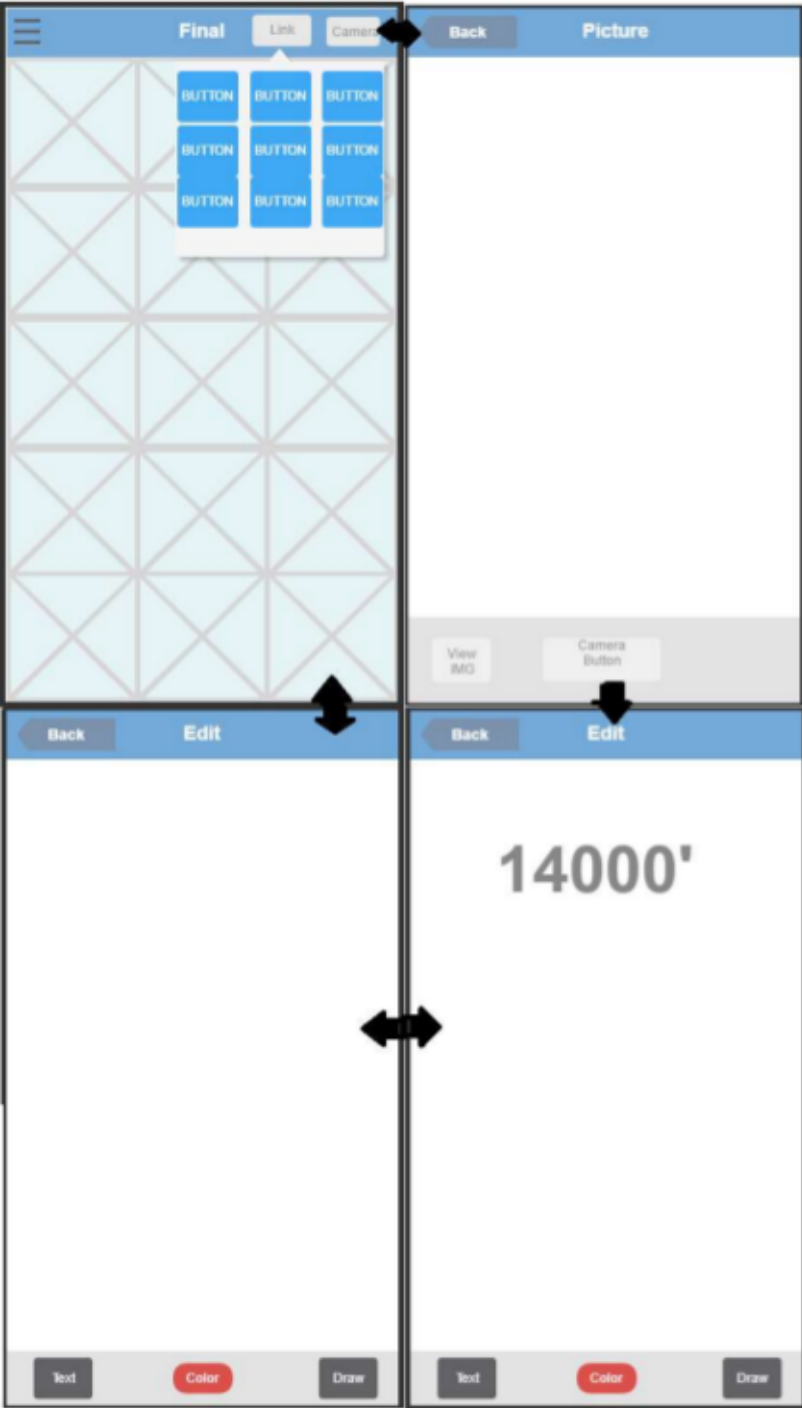 Final Link Camera
BUTTON BUTTON BUTTON
BUTTON BUTTON BUTTON
BUTTON BUTTON BUTTON
Back Picture
View
IMG
Camera
Button
Back Edit
Text Color Draw
Back Edit
14000'
Text Color Draw